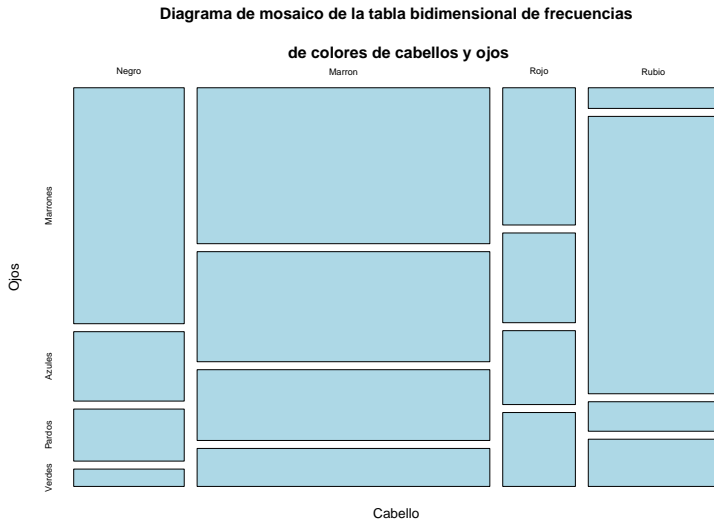 Diagrama de mosaico de la tabla bidimensional de frecuencias
de colores de cabellos y ojos
Negro Marron Rojo Rubio
Marrones
Azules
Pardos
Verdes
Ojos
Cabello